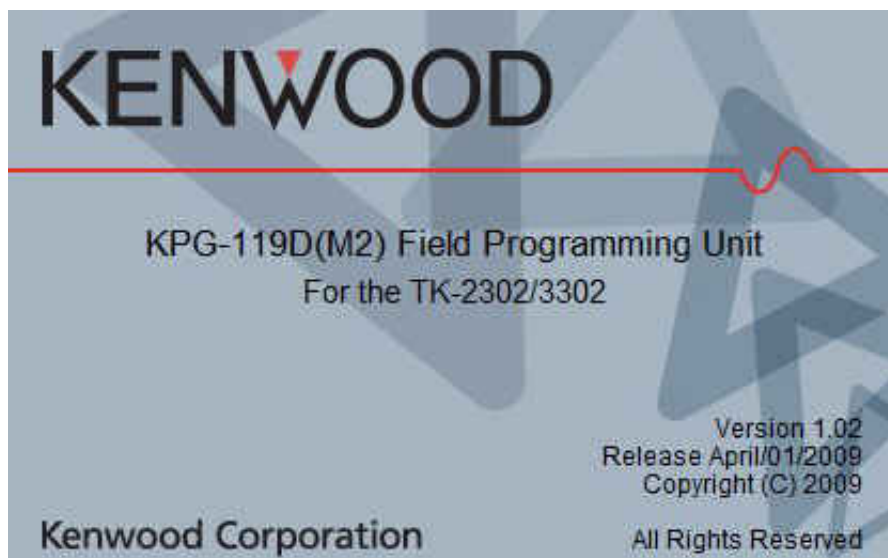 KENWOOD
KPG-119D(M2) Field Programming Unit
For the TK-2302/3302
Version 1.02
Release April/01/2009
Copyright (C) 2009
Kenwood Corporation
All Rights Reserved